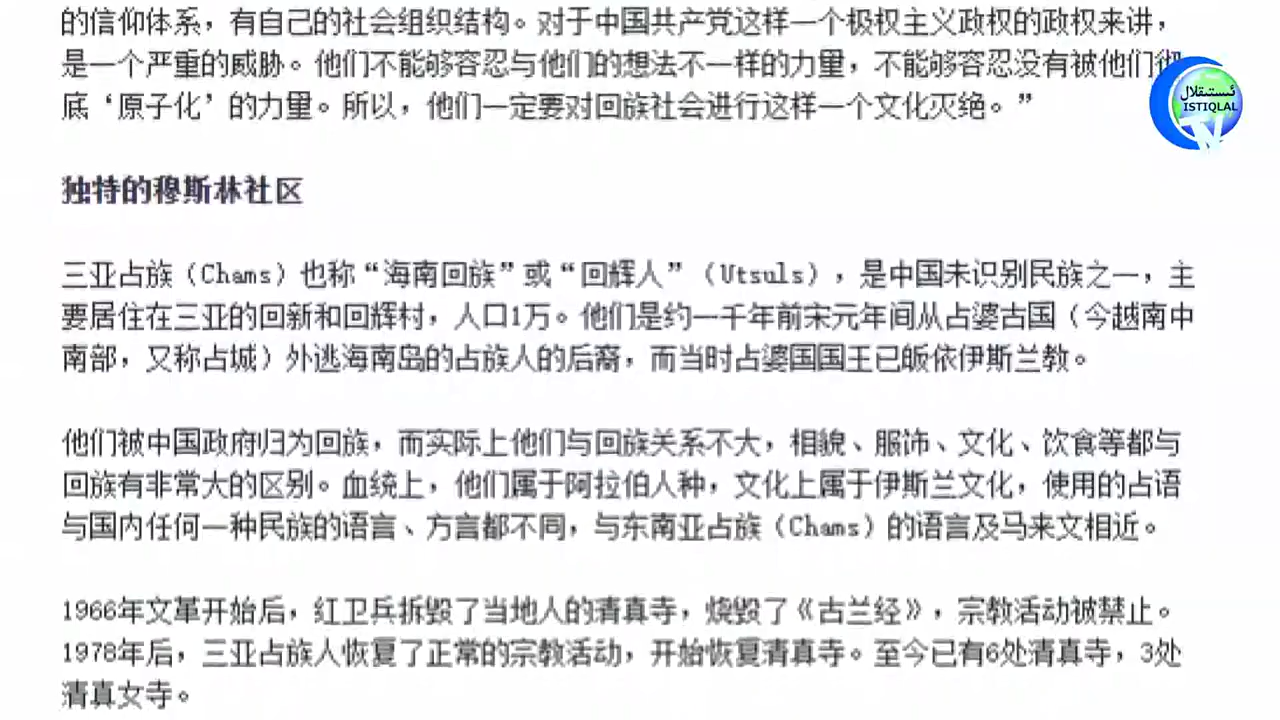 的信仰体系，有自己的社会组织结构。对于中国共产党这样一个极权主义政权的政权来讲，
是一个严重的威胁。他们不能够容忍与他们的想法不一样的力量，不能够容忍没有被他们彻
底‘原子化’的力量。所以，他们一定要对回族社会进行这样一个文化灭绝。”
ئىستىقلال
ISTIQLAL
TV
独特的穆斯林社区
三亚占族（Chams）也称“海南回族”或“回辉人”（Utsuls），是中国未识别民族之一，主
要居住在三亚的回新和回辉村，人口1万。他们是约一千年前宋元年间从占婆古国（今越南中
南部，又称占城）外逃海南岛的占族人的后裔，而当时占婆国国王已皈依伊斯兰教。
他们被中国政府归为回族，而实际上他们与回族关系不大，相貌、服饰、文化、饮食等都与
回族有非常大的区别。血统上，他们属于阿拉伯人种，文化上属于伊斯兰文化，使用的占语
与国内任何一种民族的语言、方言都不同，与东南亚占族（Chams）的语言及马来文相近。
1966年文革开始后，红卫兵拆毁了当地人的清真寺，烧毁了《古兰经》，宗教活动被禁止。
1978年后，三亚占族人恢复了正常的宗教活动，开始恢复清真寺。至今已有6处清真寺，3处
清真女寺。